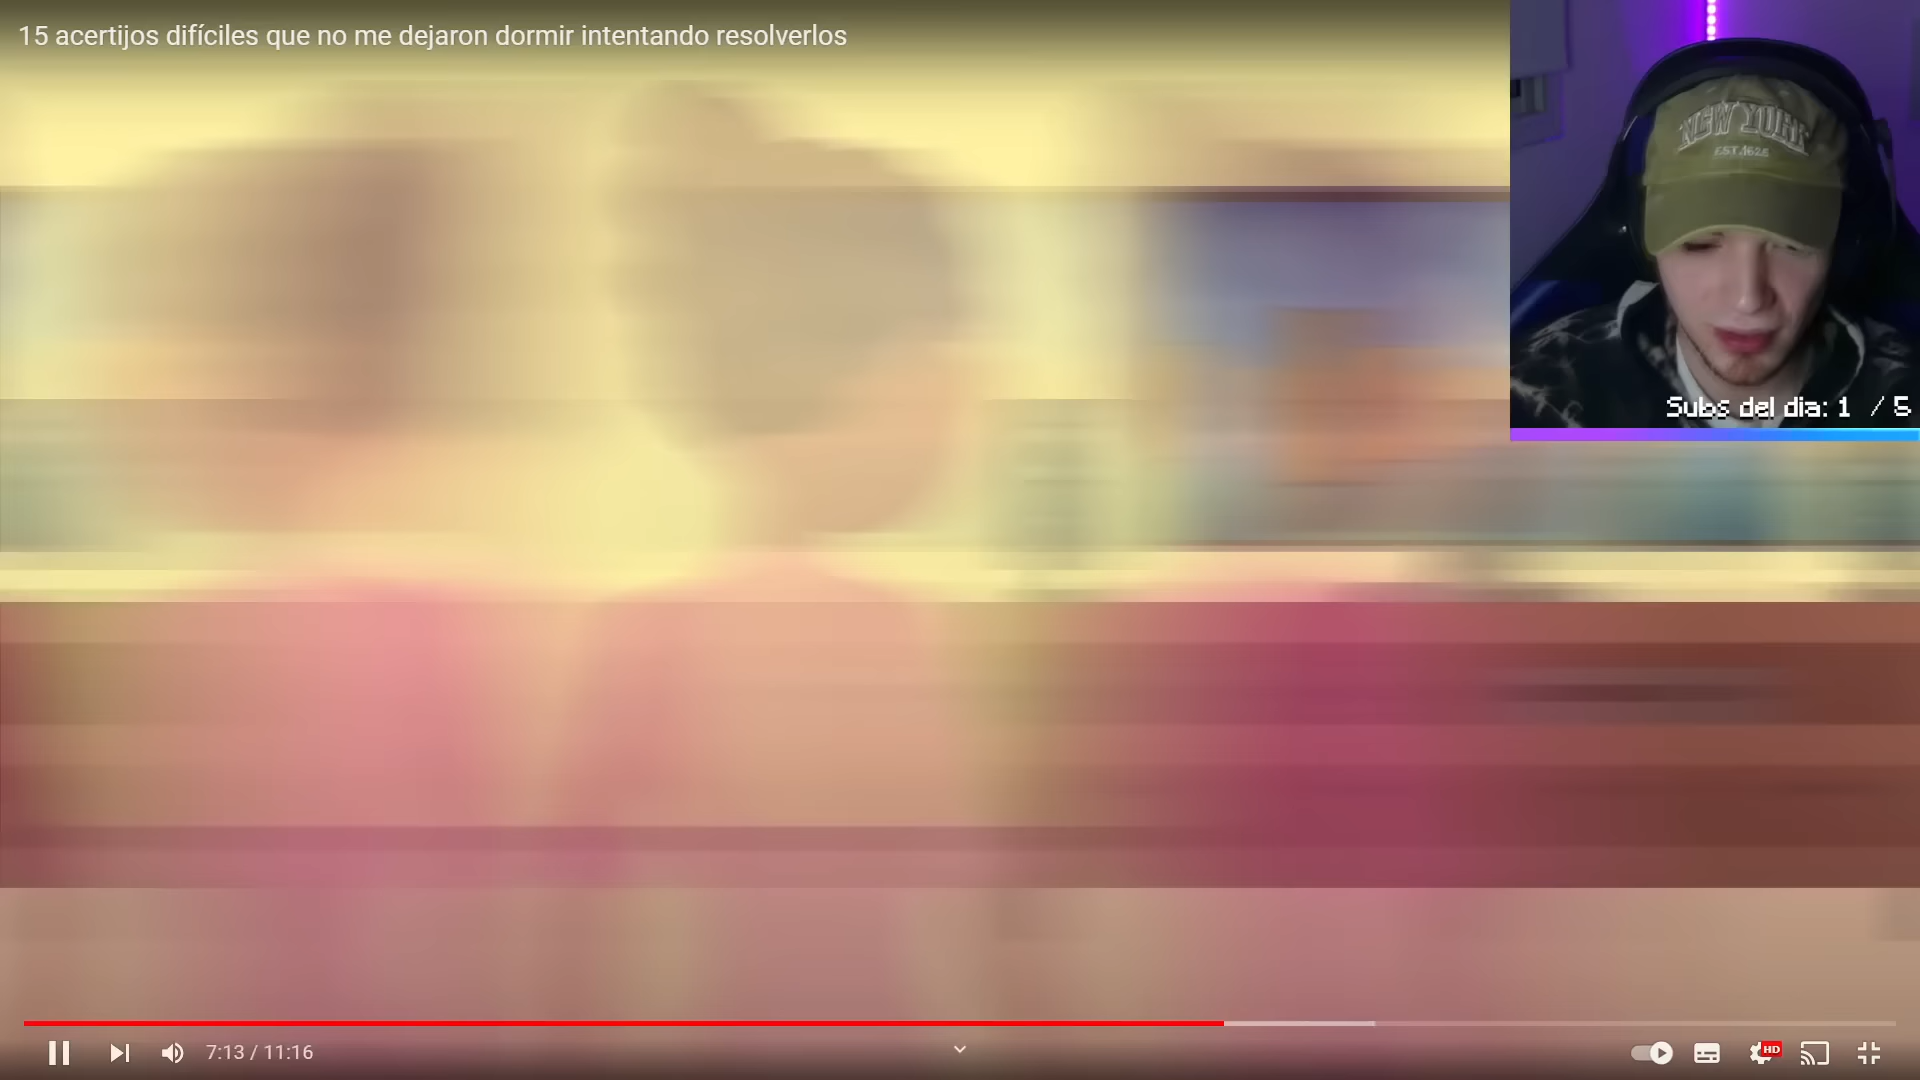 15 acertijos difíciles que no me dejaron dormir intentando resolverlos
NEW YORK
EST.1625
Subs del dia: 1 / 5
7:13 / 11:16
HD